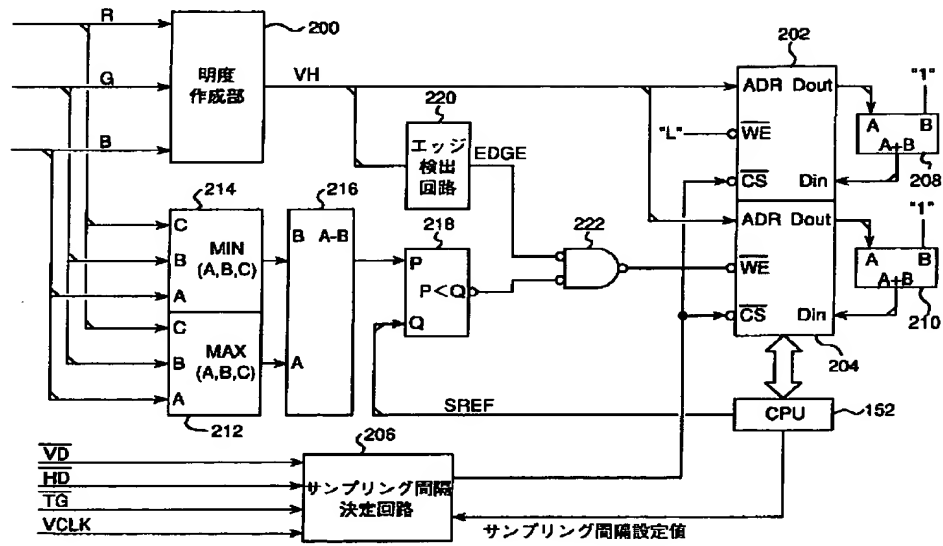 R
200
明度
作成部
G
B
VH
220
エッジ
検出
回路
EDGE
202
ADR Dout
"L"
WE
CS
Din
A
B
A+B
"1"
208
204
ADR Dout
WE
CS
Din
A
B
A+B
"1"
210
214
C
B
A
MIN
(A,B,C)
C
B
A
MAX
(A,B,C)
212
216
B A-B
A
218
P
P<Q
Q
222
SREF
CPU
152
206
VD
HD
TG
VCLK
サンプリング間隔
決定回路
サンプリング間隔設定値